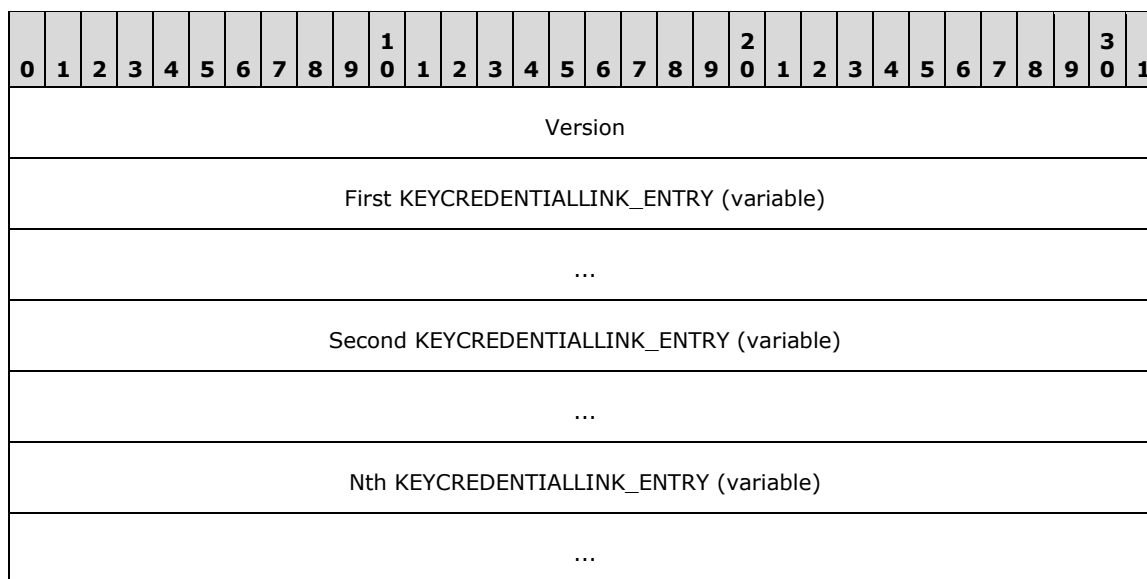 1 2 3
0 1 2 3 4 5 6 7 8 9 0 1 2 3 4 5 6 7 8 9 0 1 2 3 4 5 6 7 8 9 0 1
Version
First KEYCREDENTIALLINK_ENTRY (variable)
...
Second KEYCREDENTIALLINK_ENTRY (variable)
...
Nth KEYCREDENTIALLINK_ENTRY (variable)
...